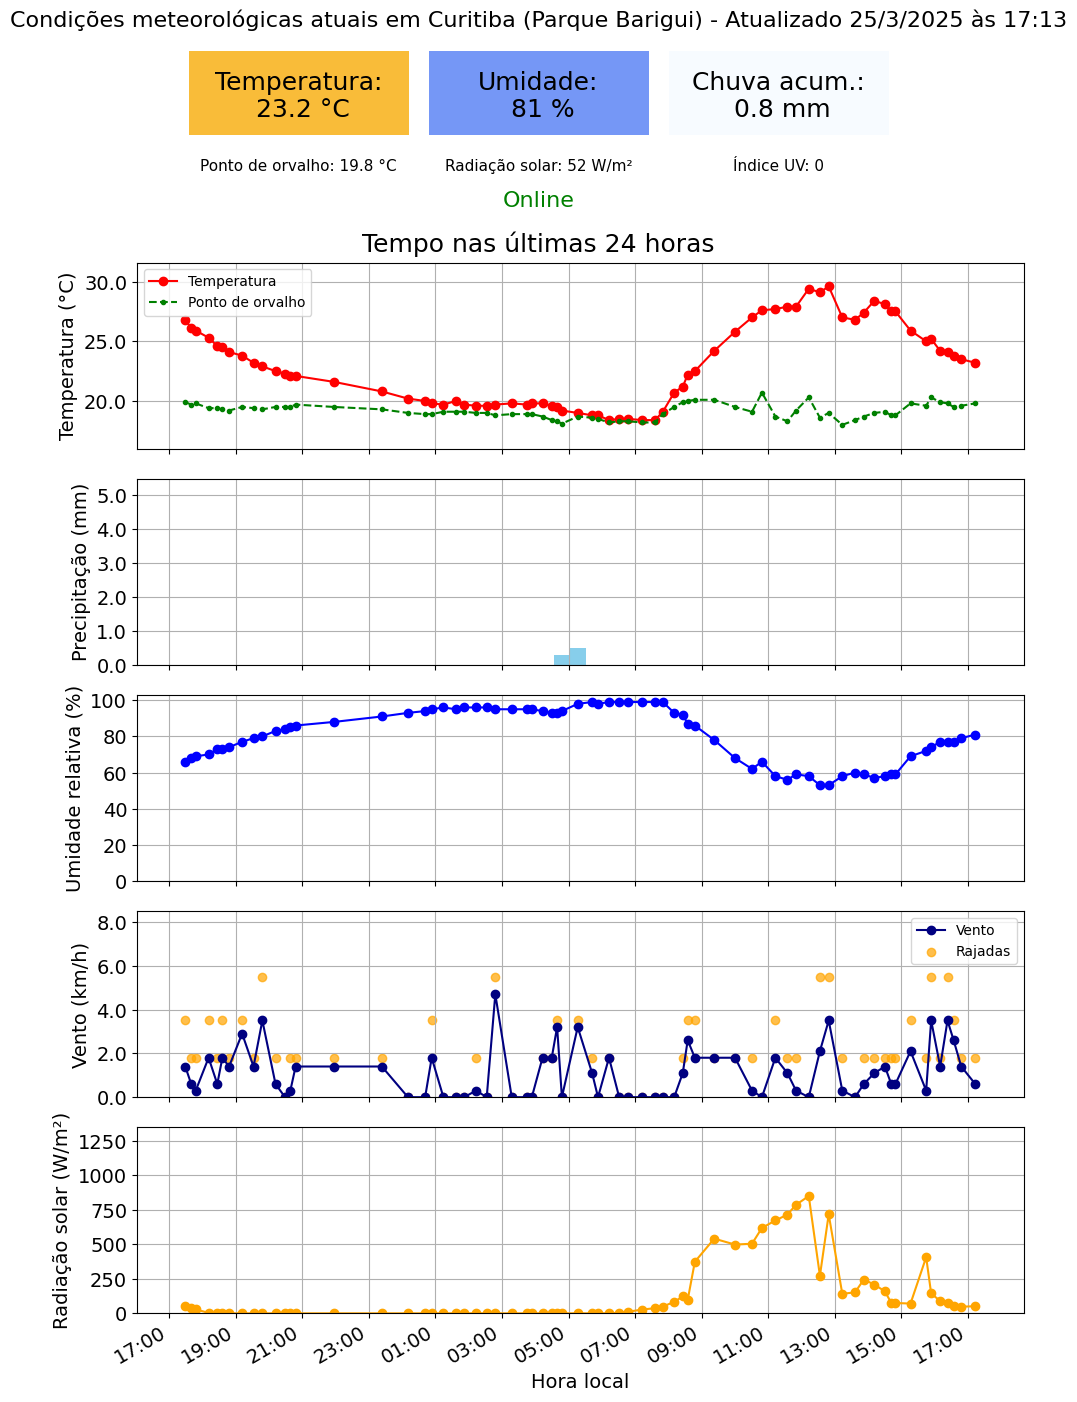 Condições meteorológicas atuais em Curitiba (Parque Barigui) - Atualizado 25/3/2025 às 17:13
Temperatura:
23.2 °C
Umidade:
81 %
Chuva acum.:
0.8 mm
Ponto de orvalho: 19.8 °C
Radiação solar: 52 W/m²
Índice UV: 0
Online
Tempo nas últimas 24 horas
Temperatura (°C)
30.0
25.0
20.0
Temperatura
Ponto de orvalho
Precipitação (mm)
5.0
4.0
3.0
2.0
1.0
0.0
Umidade relativa (%)
100
80
60
40
20
0
Vento (km/h)
8.0
6.0
4.0
2.0
0.0
Vento
Rajadas
Radiação solar (W/m²)
1250
1000
750
500
250
0
17:00
19:00
21:00
23:00
01:00
03:00
05:00
07:00
09:00
11:00
13:00
15:00
17:00
Hora local